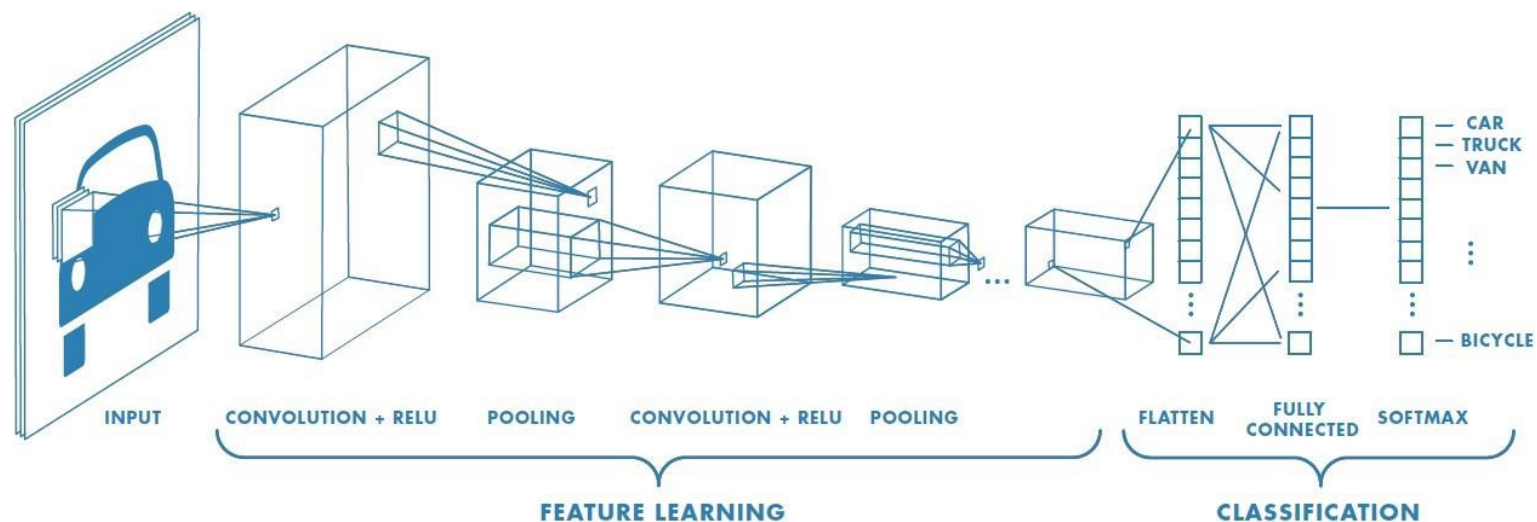 CAR
TRUCK
VAN
BICYCLE
INPUT
CONVOLUTION + RELU
POOLING
CONVOLUTION + RELU
POOLING
FLATTEN
FULLY
CONNECTED
SOFTMAX
FEATURE LEARNING
CLASSIFICATION